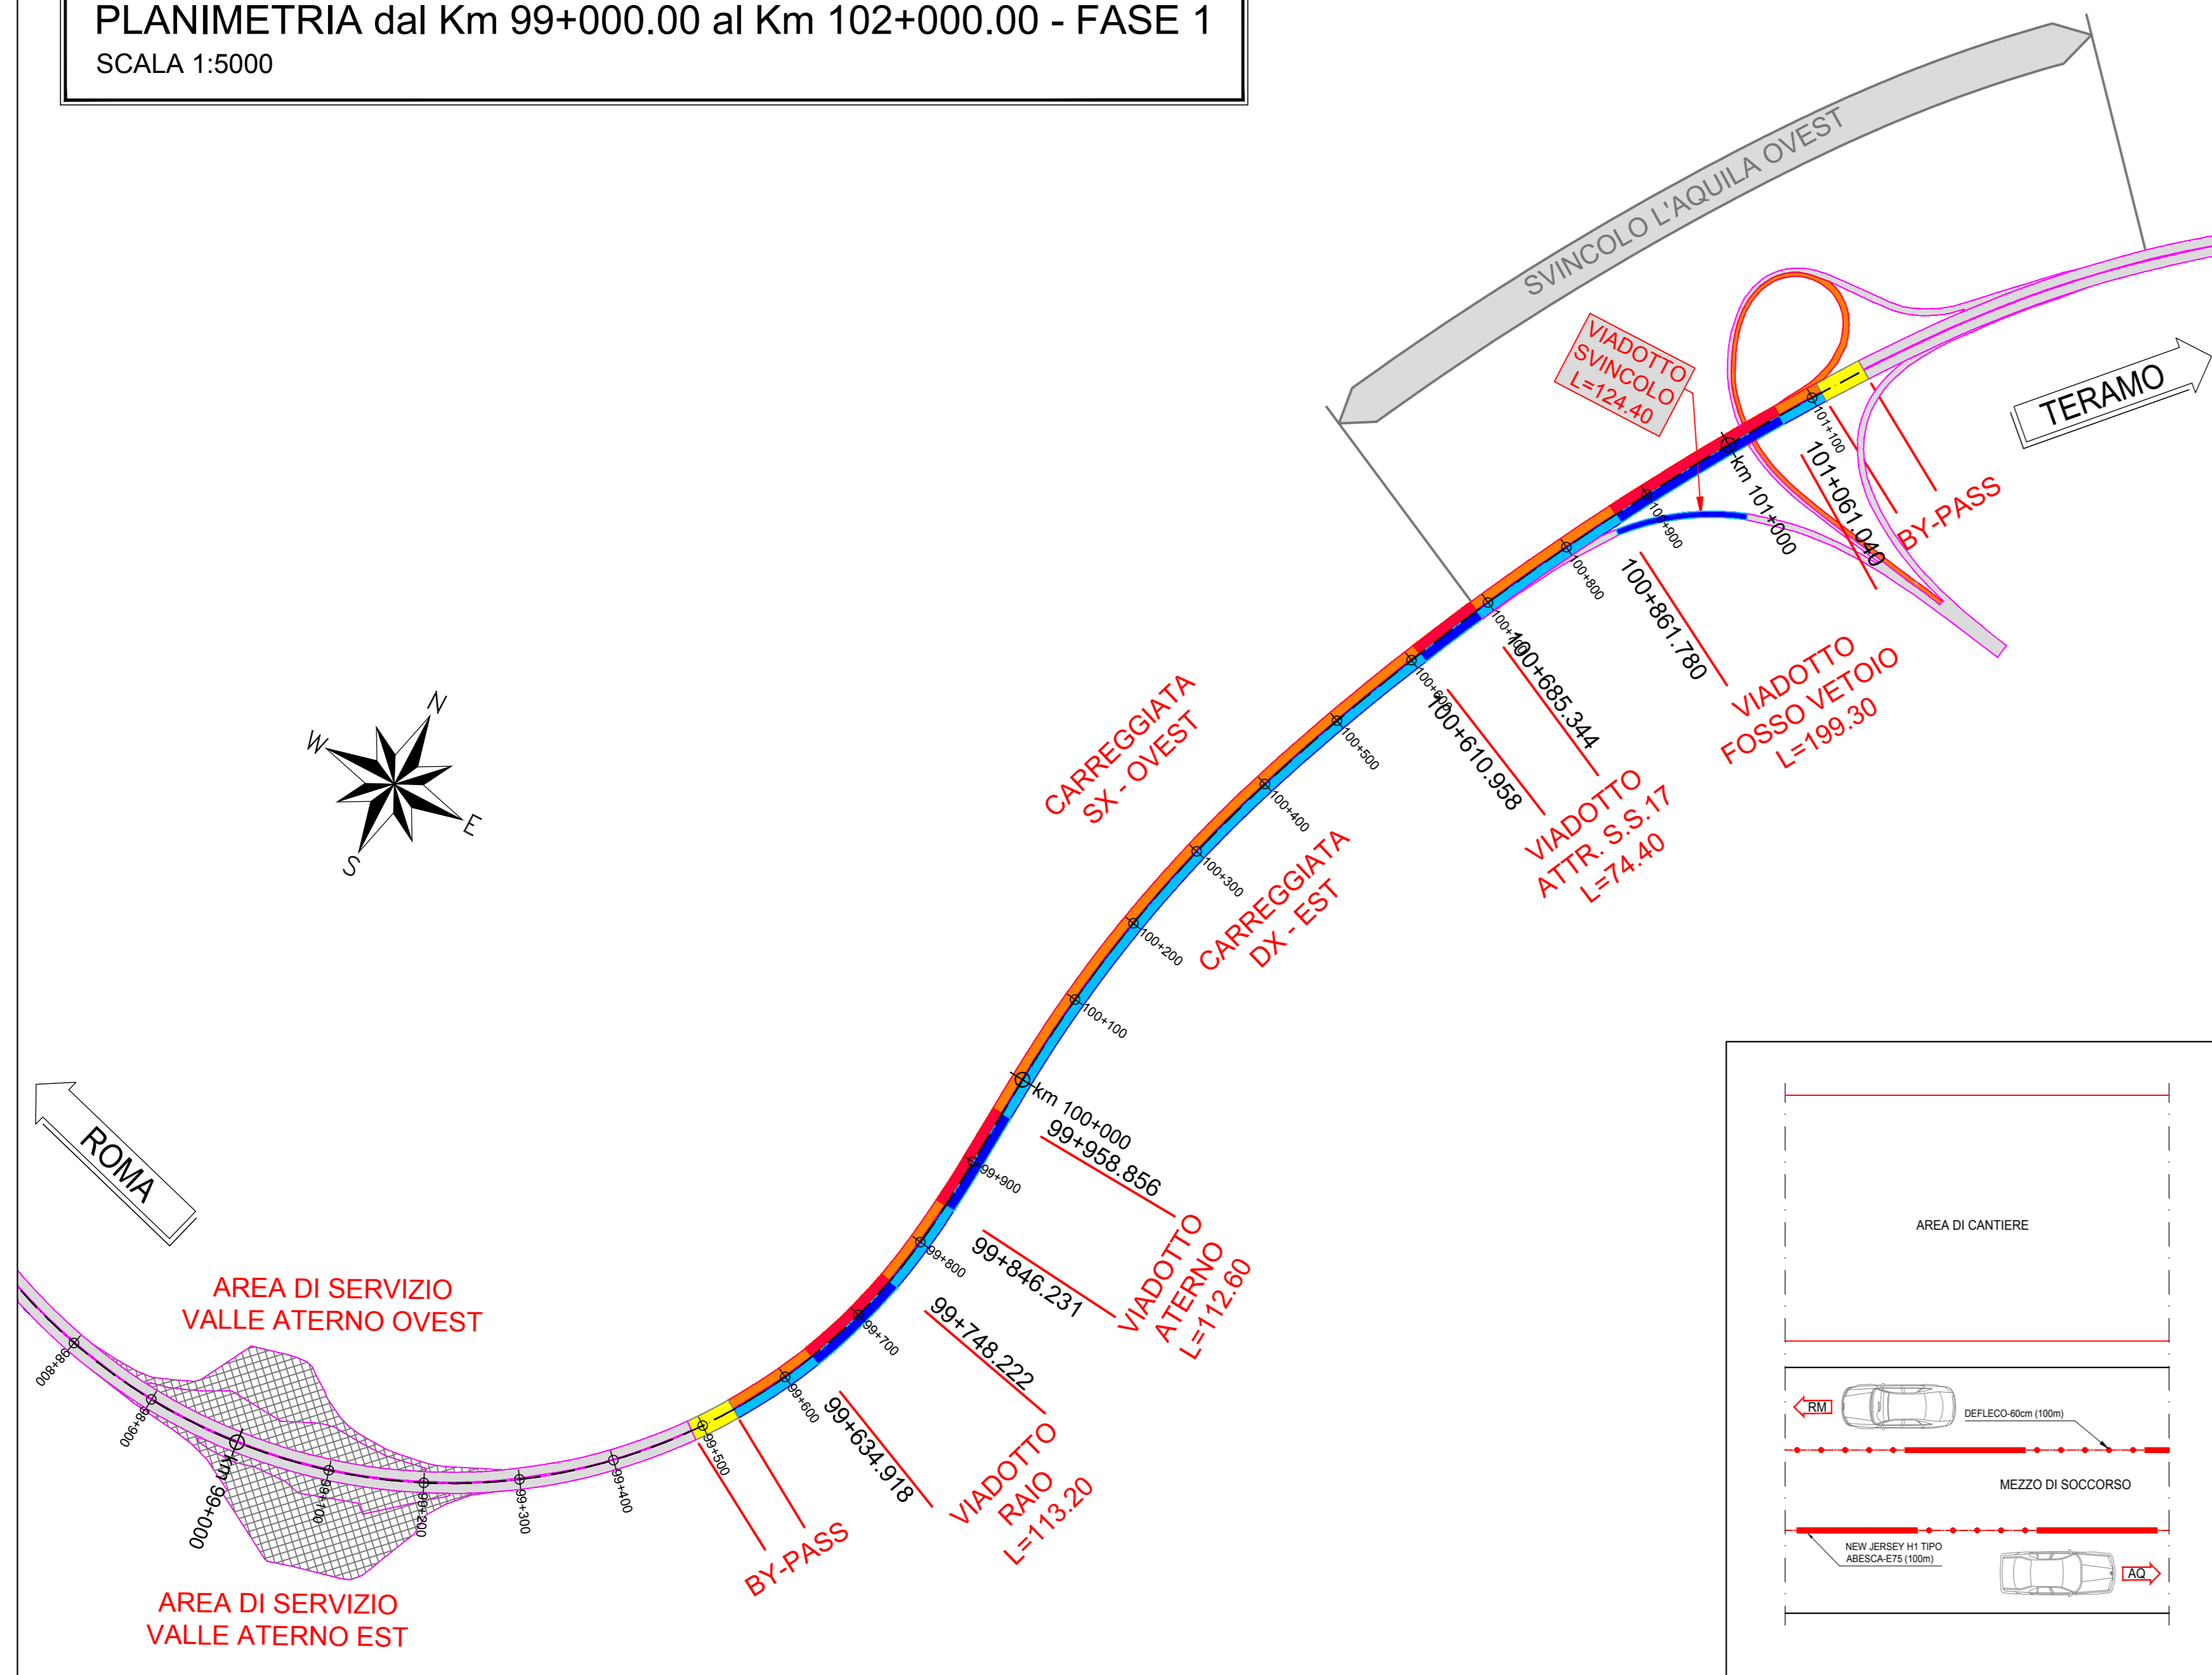 PLANIMETRIA dal Km 99+000.00 al Km 102+000.00 - FASE 1
SCALA 1:5000
SVINCOLO L'AQUILA OVEST
VIADOTTO
SVINCOLO
L=124.40
TERAMO
101+100
101+061.040
BY-PASS
km 101+000
100+900
100+861.780
VIADOTTO
FOSSO VETOIO
L=199.30
100+800
100+700
100+685.344
100+600
100+610.958
VIADOTTO
ATTR. S.S.17
L=74.40
100+500
100+400
100+300
100+200
100+100
CARREGGIATA
SX - OVEST
CARREGGIATA
DX - EST
N
W
E
S
km 100+000
99+958.856
99+900
99+846.231
VIADOTTO
ATERNO
L=112.60
99+800
99+748.222
99+700
99+634.918
VIADOTTO
RAIO
L=113.20
99+600
99+500
BY-PASS
99+400
99+300
99+200
99+100
km 99+000
98+900
98+800
ROMA
AREA DI SERVIZIO
VALLE ATERNO OVEST
AREA DI SERVIZIO
VALLE ATERNO EST
AREA DI CANTIERE
RM
DEFLECO-60cm (100m)
MEZZO DI SOCCORSO
NEW JERSEY H1 TIPO
ABESCA-E75 (100m)
AQ